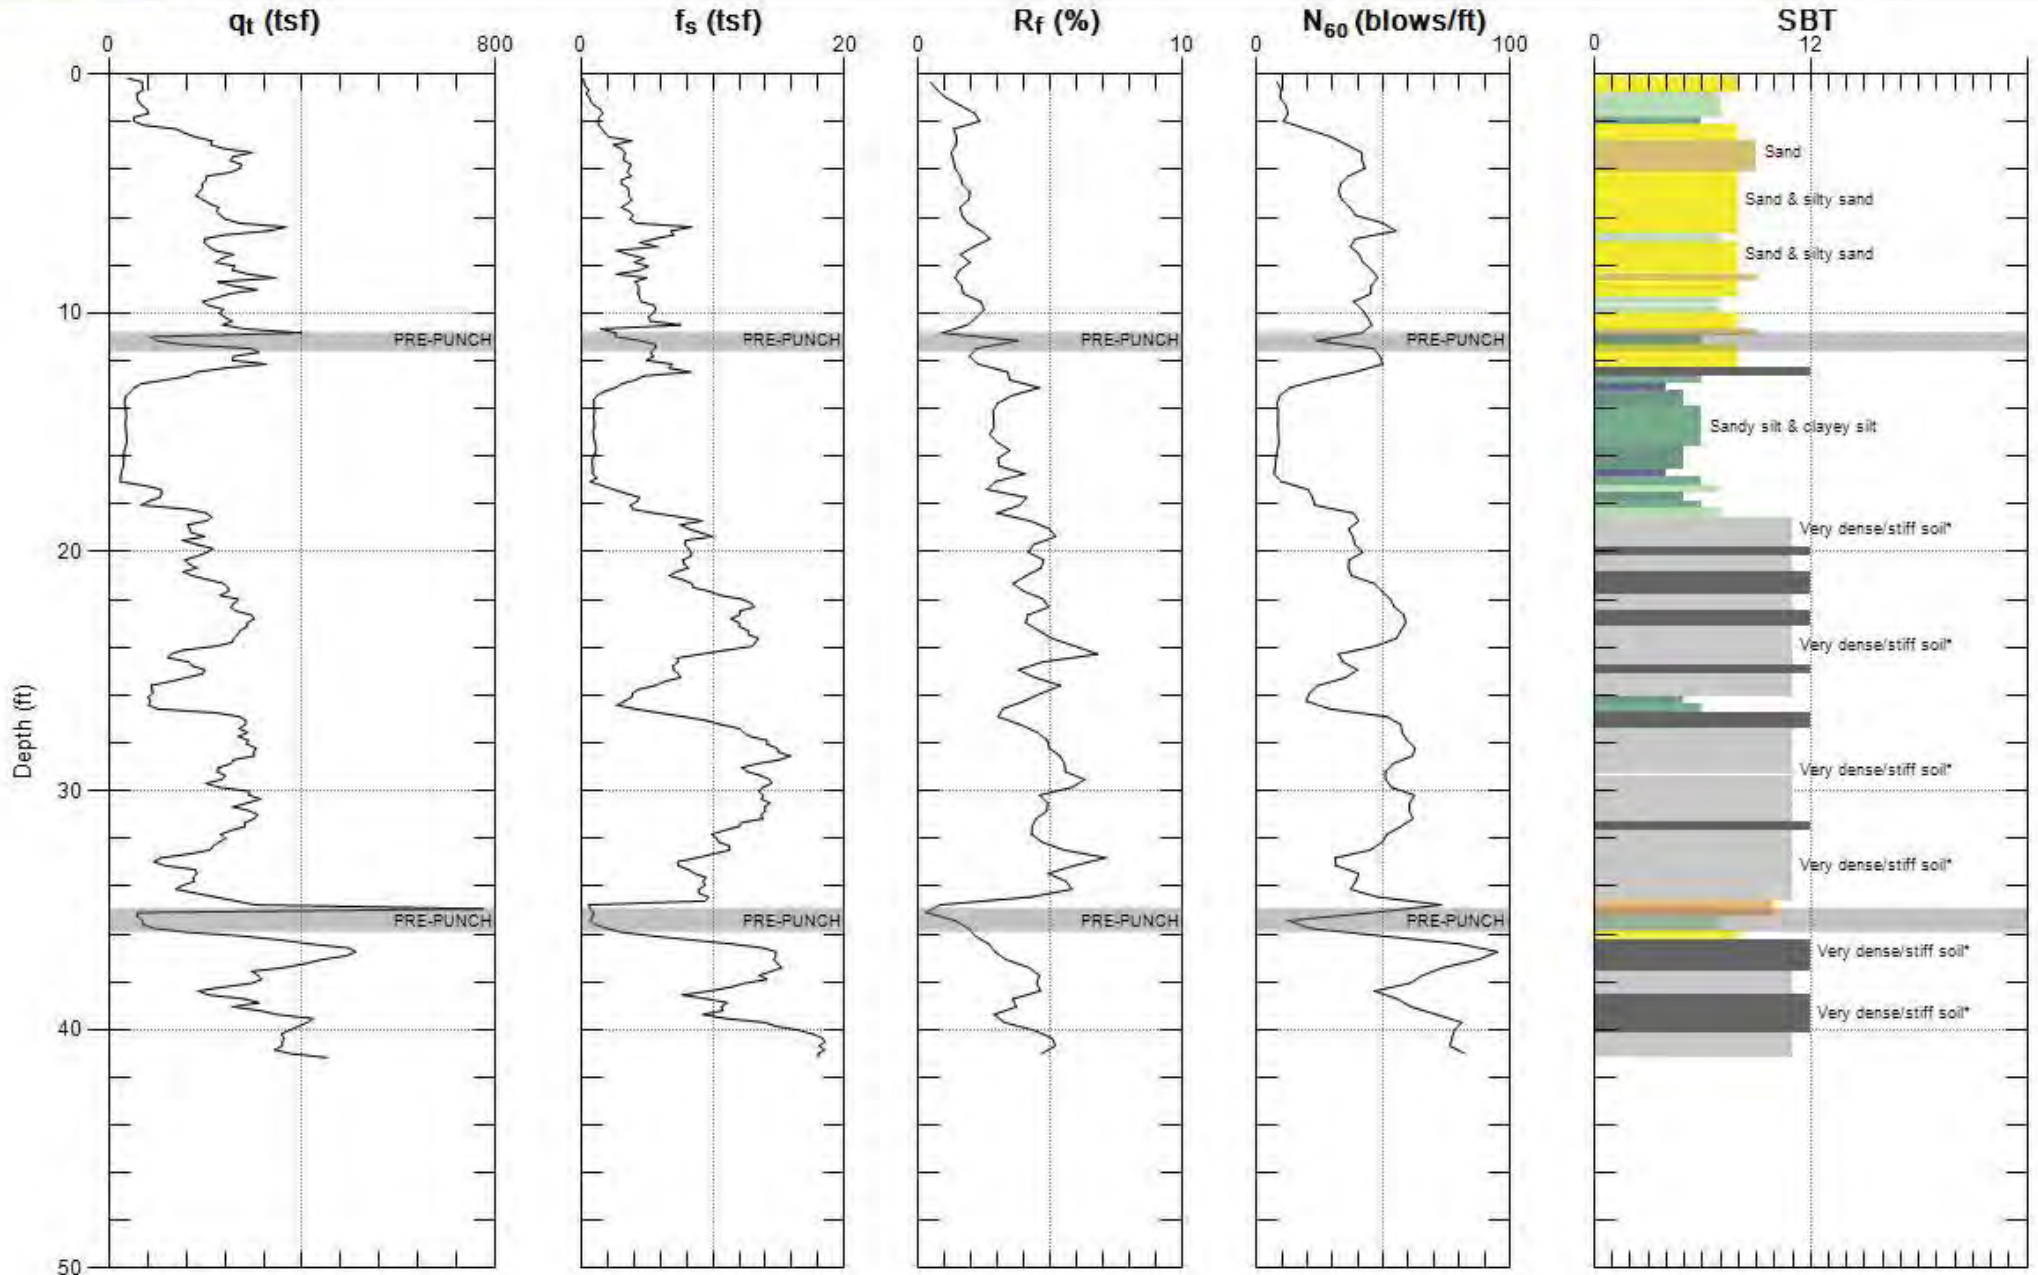 qt (tsf) fs (tsf) Rf (%) N60 (blows/ft) SBT
0 800 0 20 0 10 0 100 0 12
0
Sand
Sand & silty sand
Sand & silty sand
10
PRE-PUNCH PRE-PUNCH PRE-PUNCH PRE-PUNCH
Sandy silt & clayey silt
Very dense/stiff soil*
20
Very dense/stiff soil*
Depth (ft)
Very dense/stiff soil*
30
Very dense/stiff soil*
PRE-PUNCH PRE-PUNCH PRE-PUNCH PRE-PUNCH
Very dense/stiff soil*
Very dense/stiff soil*
40
50